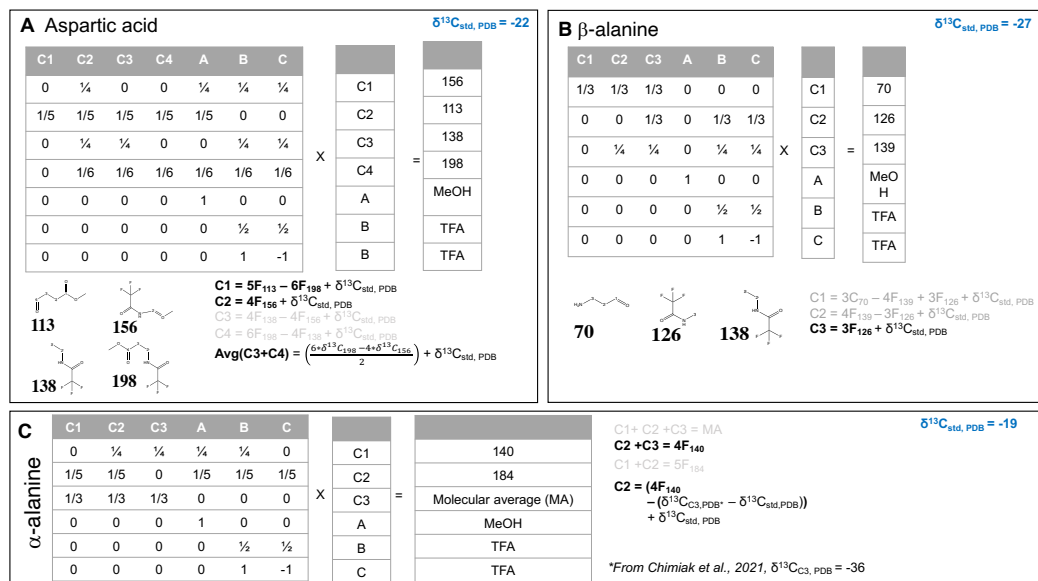 A Aspartic acid
δ¹³C std, PDB = -22
C1 C2 C3 C4 A B C
0 ¼ 0 0 ¼ ¼ ¼ C1 156
1/5 1/5 1/5 1/5 1/5 0 0 C2 113
0 ¼ ¼ 0 0 ¼ ¼ C3 138
X =
0 1/6 1/6 1/6 1/6 1/6 1/6 C4 198
0 0 0 0 1 0 0 A MeOH
0 0 0 0 0 ½ ½ B TFA
0 0 0 0 0 1 -1 B TFA
113
156
138
198
C1 = 5F113 – 6F198 + δ¹³Cstd, PDB
C2 = 4F156 + δ¹³Cstd, PDB
C3 = 4F138 – 4F156 + δ¹³Cstd, PDB
C4 = 6F198 – 4F138 + δ¹³Cstd, PDB
Avg(C3+C4) = (6*δ¹³C198 −4*δ¹³C156 / 2) + δ¹³Cstd, PDB
B β-alanine
δ¹³Cstd, PDB = -27
C1 C2 C3 A B C
1/3 1/3 1/3 0 0 0 C1 70
0 0 1/3 0 1/3 1/3 C2 126
0 ¼ ¼ 0 ¼ ¼ X C3 = 139
0 0 0 1 0 0 A MeO
H
0 0 0 0 ½ ½ B TFA
0 0 0 0 1 -1 C TFA
70
126
138
C1 = 3C70 – 4F139 + 3F126 + δ¹³Cstd, PDB
C2 = 4F139 – 3F126 + δ¹³Cstd, PDB
C3 = 3F126 + δ¹³Cstd, PDB
C
α-alanine
C1 C2 C3 A B C
0 ¼ ¼ ¼ ¼ 0 C1 140
1/5 1/5 0 1/5 1/5 1/5 C2 184
1/3 1/3 1/3 0 0 0 X C3 = Molecular average (MA)
0 0 0 1 0 0 A MeOH
0 0 0 0 ½ ½ B TFA
0 0 0 0 1 -1 C TFA
δ¹³Cstd, PDB = -19
C1+ C2 +C3 = MA
C2 +C3 = 4F140
C1 +C2 = 5F184
C2 = (4F140
– (δ¹³CC3,PDB* – δ¹³Cstd,PDB))
+ δ¹³Cstd, PDB
*From Chimiak et al., 2021, δ¹³CC3, PDB = -36